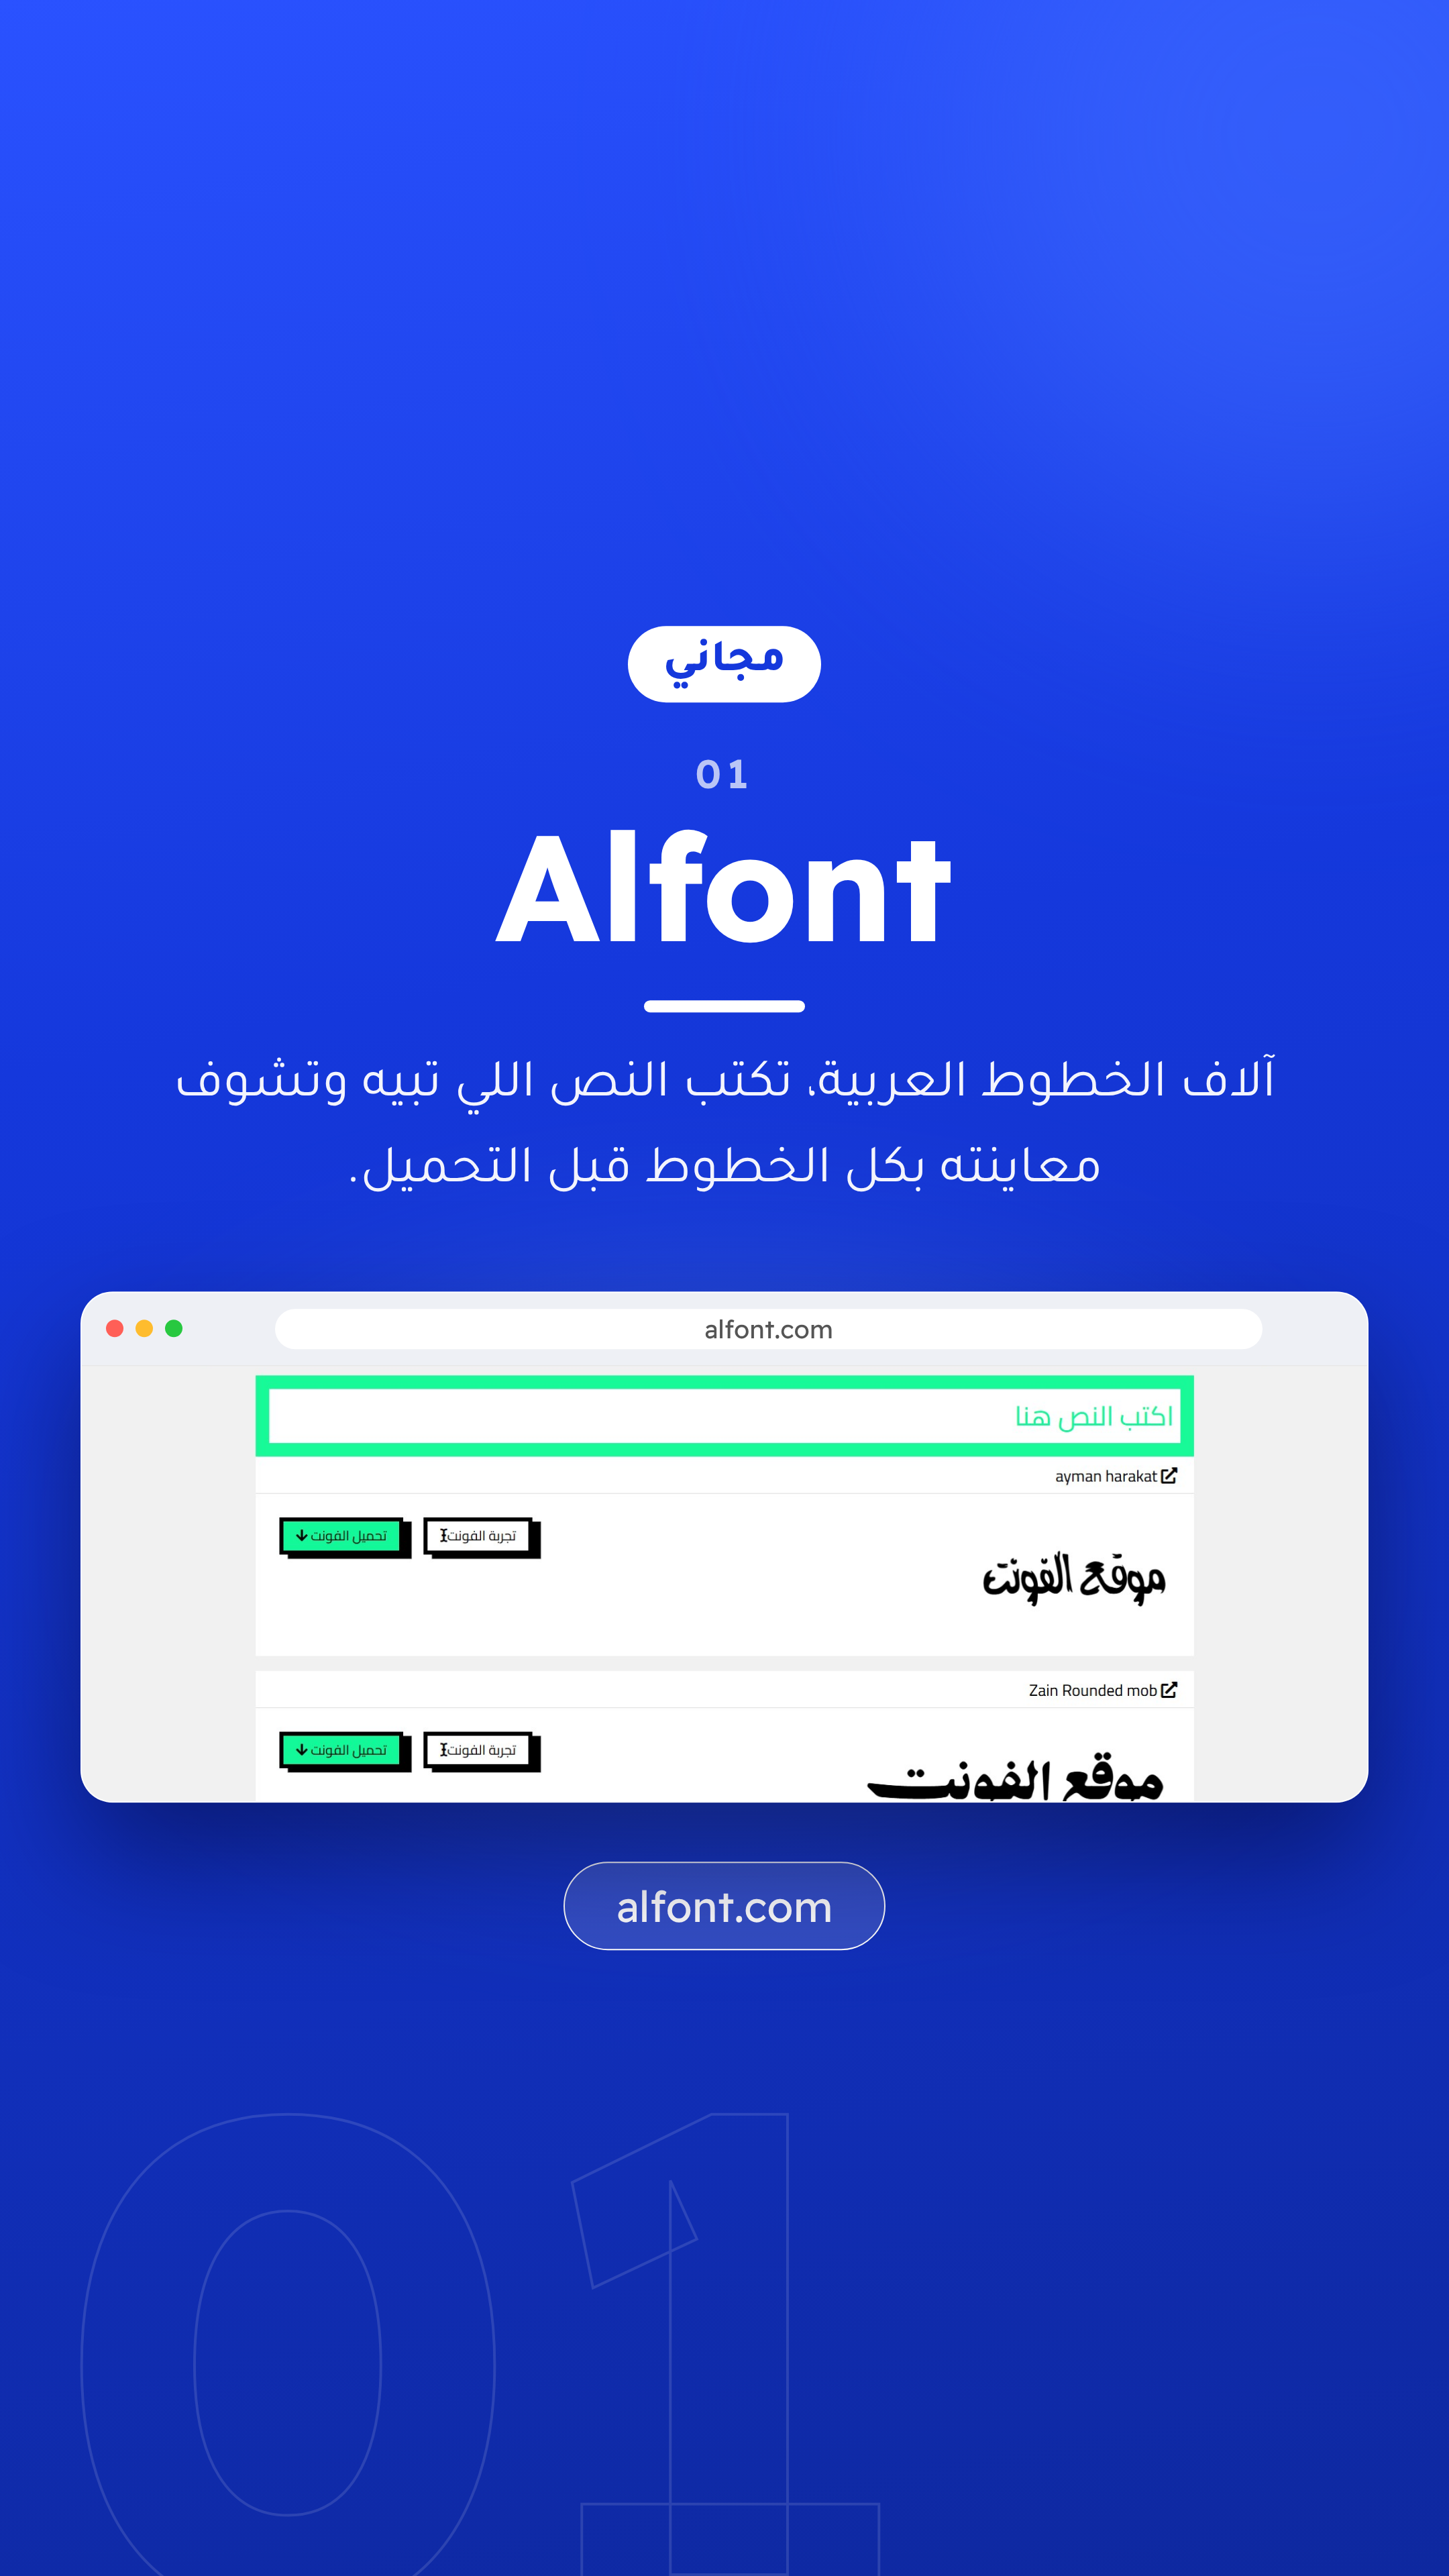 مجاني
01
Alfont
آلاف الخطوط العربية، تكتب النص اللي تبيه وتشوف
معاينته بكل الخطوط قبل التحميل.
alfont.com
اكتب النص هنا
ayman harakat
تجربة الفونت
تحميل الفونت
موقع الفونت
Zain Rounded mob
تجربة الفونت
تحميل الفونت
موقع الفونت
alfont.com
01